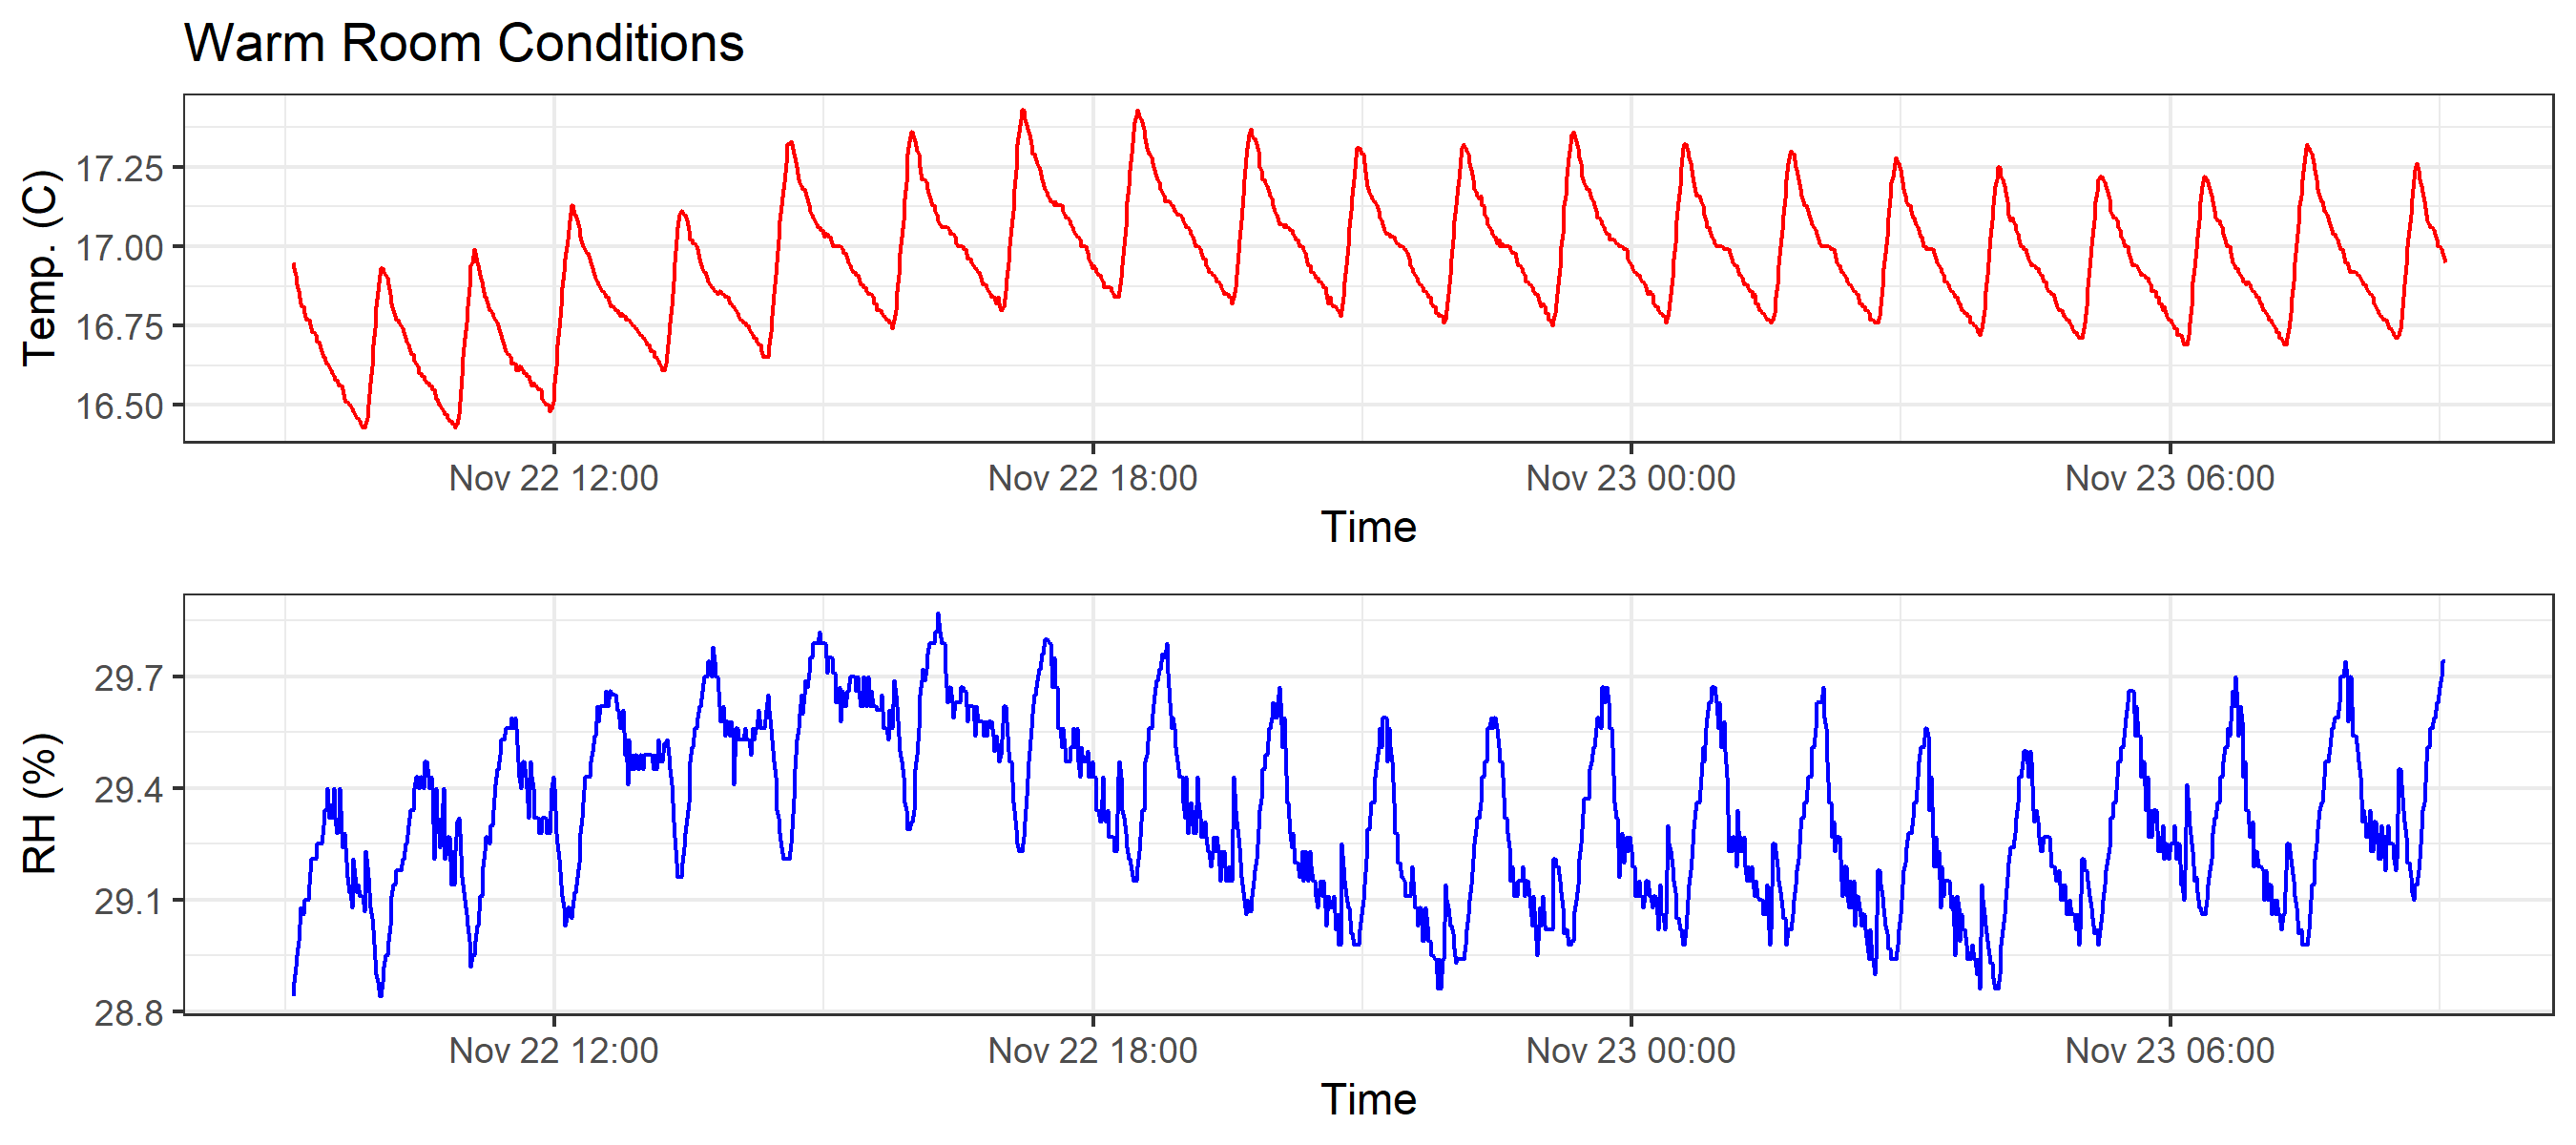 Warm Room Conditions
Temp. (C)
17.25
17.00
16.75
16.50
Nov 22 12:00 Nov 22 18:00 Nov 23 00:00 Nov 23 06:00
Time
RH (%)
29.7
29.4
29.1
28.8
Nov 22 12:00 Nov 22 18:00 Nov 23 00:00 Nov 23 06:00
Time